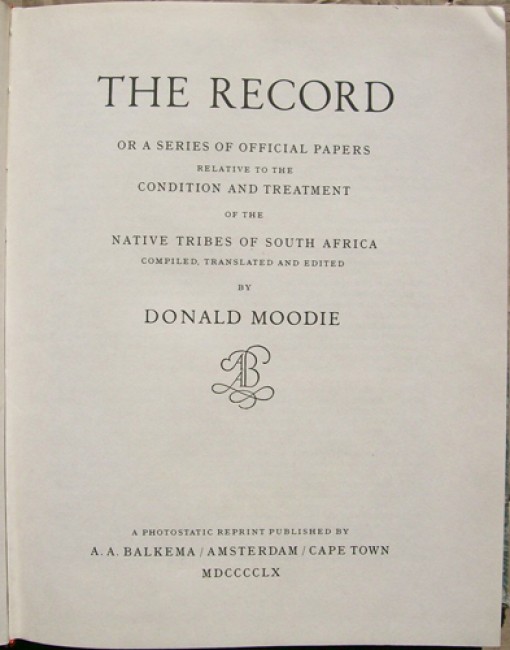 THE RECORD
OR A SERIES OF OFFICIAL PAPERS
RELATIVE TO THE
CONDITION AND TREATMENT
OF THE
NATIVE TRIBES OF SOUTH AFRICA
COMPILED, TRANSLATED AND EDITED
BY
DONALD MOODIE
AAB
A PHOTOSTATIC REPRINT PUBLISHED BY
A. A. BALKEMA / AMSTERDAM / CAPE TOWN
MDCCCCLX